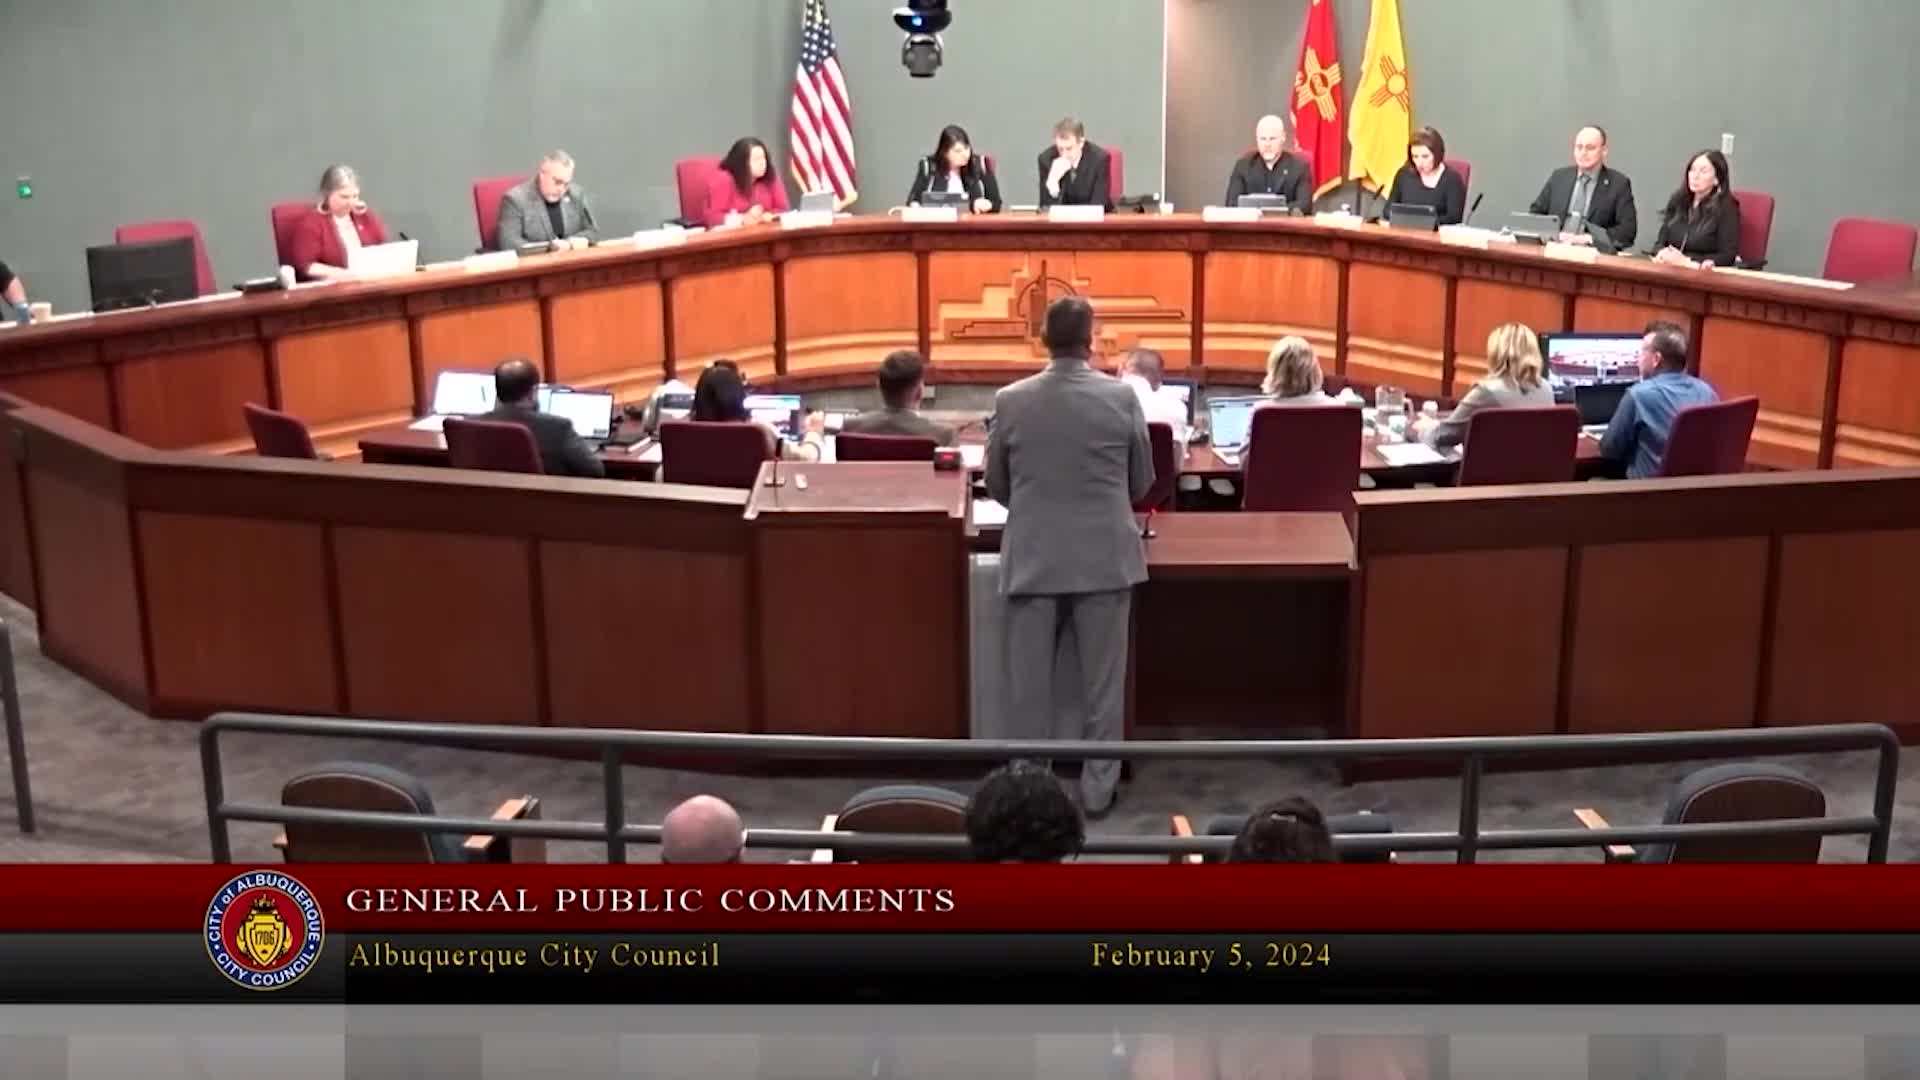 GENERAL PUBLIC COMMENTS
Albuquerque City Council
February 5, 2024
CITY of ALBUQUERQUE
1706
CITY COUNCIL